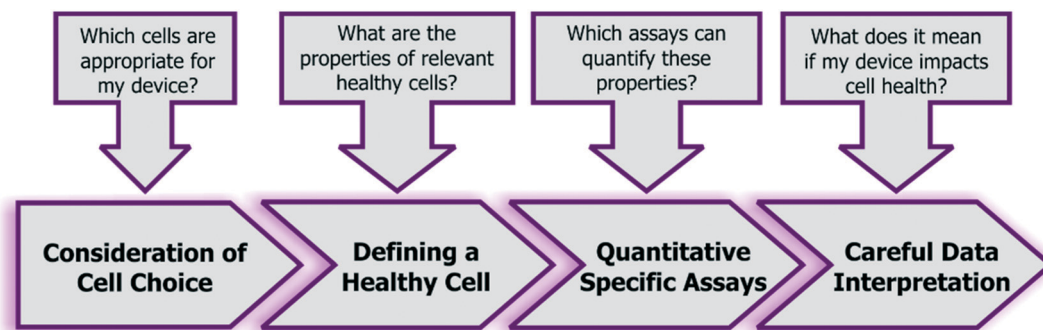 Which cells are
appropriate for
my device?
What are the
properties of relevant
healthy cells?
Which assays can
quantify these
properties?
What does it mean
if my device impacts
cell health?
Consideration of
Cell Choice
Defining a
Healthy Cell
Quantitative
Specific Assays
Careful Data
Interpretation